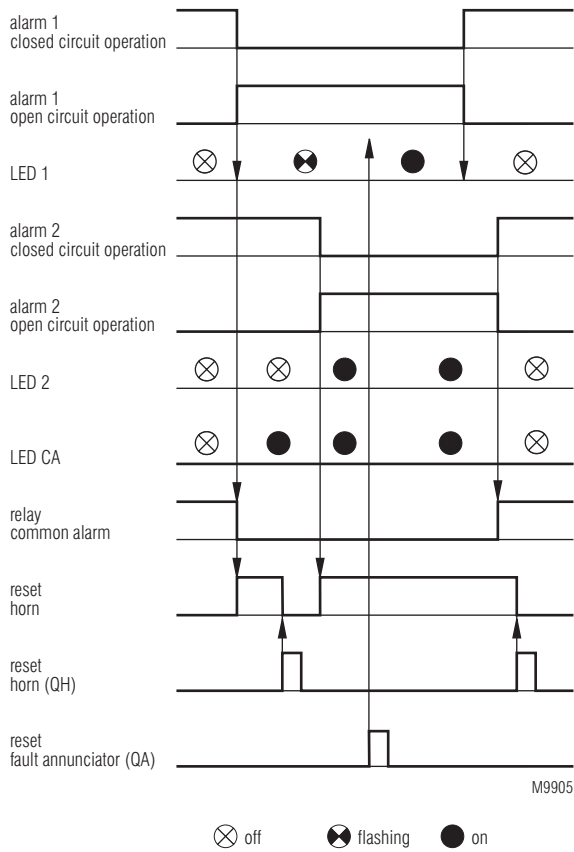 alarm 1
closed circuit operation
alarm 1
open circuit operation
LED 1
alarm 2
closed circuit operation
alarm 2
open circuit operation
LED 2
LED CA
relay
common alarm
reset
horn
reset
horn (QH)
reset
fault annunciator (QA)
M9905
off
flashing
on